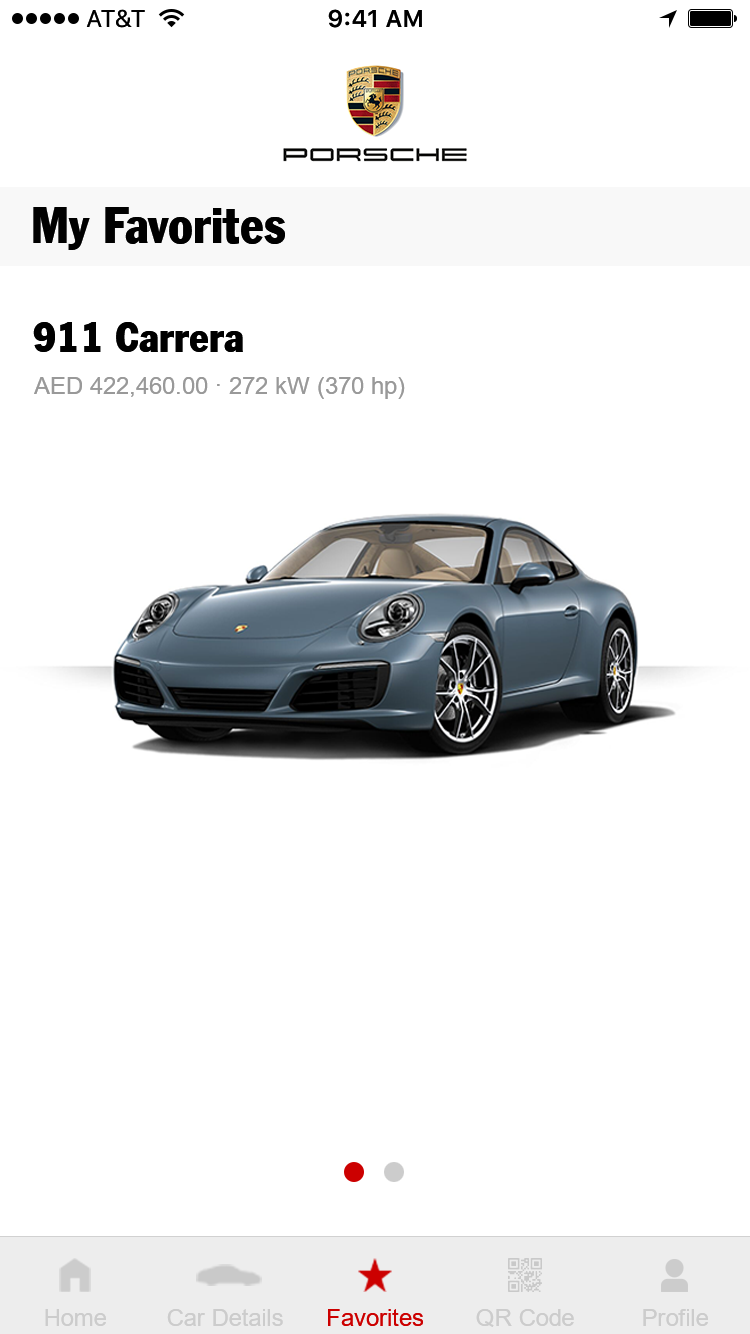 AT&T 9:41 AM
PORSCHE
PORSCHE
My Favorites
911 Carrera
AED 422,460.00 · 272 kW (370 hp)
Home Car Details Favorites QR Code Profile